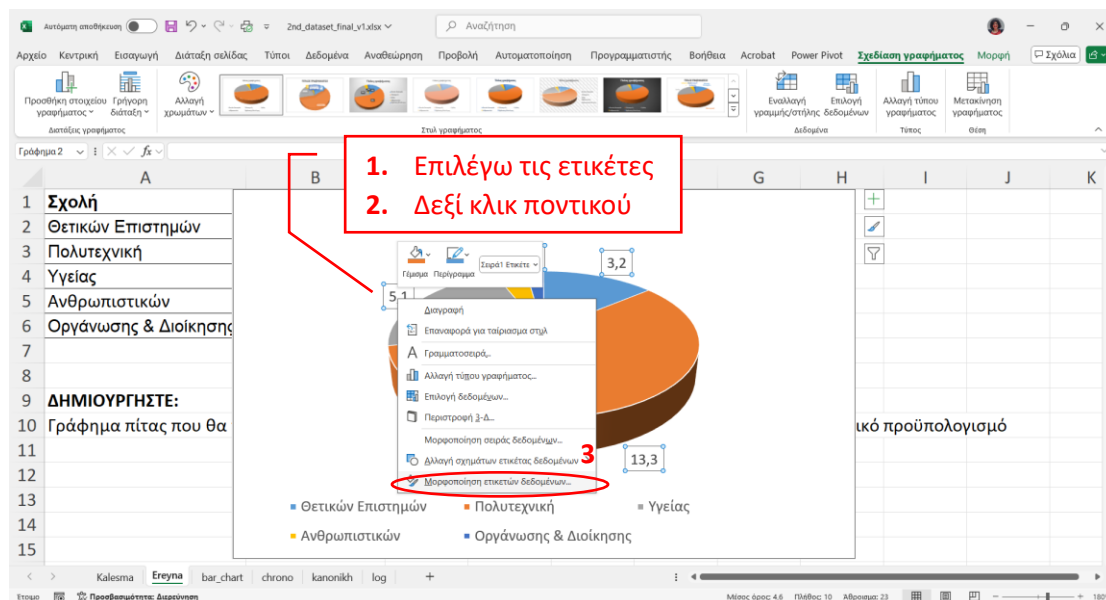 Αυτόματη αποθήκευση
2nd_dataset_final_v1.xlsx
Αναζήτηση
Αρχείο Κεντρική Εισαγωγή Διάταξη σελίδας Τύποι Δεδομένα Αναθεώρηση Προβολή Αυτοματοποίηση Προγραμματιστής Βοήθεια Acrobat Power Pivot Σχεδίαση γραφήματος Μορφή Σχόλια
Προσθήκη στοιχείου γραφήματος
Γρήγορη διάταξη
Αλλαγή χρωμάτων
Εναλλαγή γραμμής/στήλης
Επιλογή δεδομένων
Αλλαγή τύπου γραφήματος
Μετακίνηση γραφήματος
Διατάξεις γραφήματος Στυλ γραφήματος Δεδομένα Τύπος Θέση
Γράφημα 2 fx
1. Επιλέγω τις ετικέτες
2. Δεξί κλικ ποντικού
A B G H I J K
1 Σχολή
2 Θετικών Επιστημών
3 Πολυτεχνική
4 Υγείας
5 Ανθρωπιστικών
6 Οργάνωσης & Διοίκησης
7
8
9 ΔΗΜΙΟΥΡΓΗΣΤΕ:
10 Γράφημα πίτας που θα
ικό προϋπολογισμό
11
12
13
14
15
Γέμισμα Περίγραμμα Σειρά1 Ετικέτε
3,2
5,1
13,3
Διαγραφή
Επαναφορά για ταίριασμα στυλ
Γραμματοσειρά...
Αλλαγή τύπου γραφήματος...
Επιλογή δεδομένων...
Περιστροφή 3-Δ...
Μορφοποίηση σειράς δεδομένων...
Αλλαγή σχημάτων ετικέτας δεδομένων
3
Μορφοποίηση ετικετών δεδομένων...
Θετικών Επιστημών Πολυτεχνική Υγείας
Ανθρωπιστικών Οργάνωσης & Διοίκησης
Kalesma Ereyna bar_chart chrono kanonikh log
Έτοιμο Προσβασιμότητα: Διερεύνηση Μέσος όρος: 4,6 Πλήθος: 10 Άθροισμα: 23